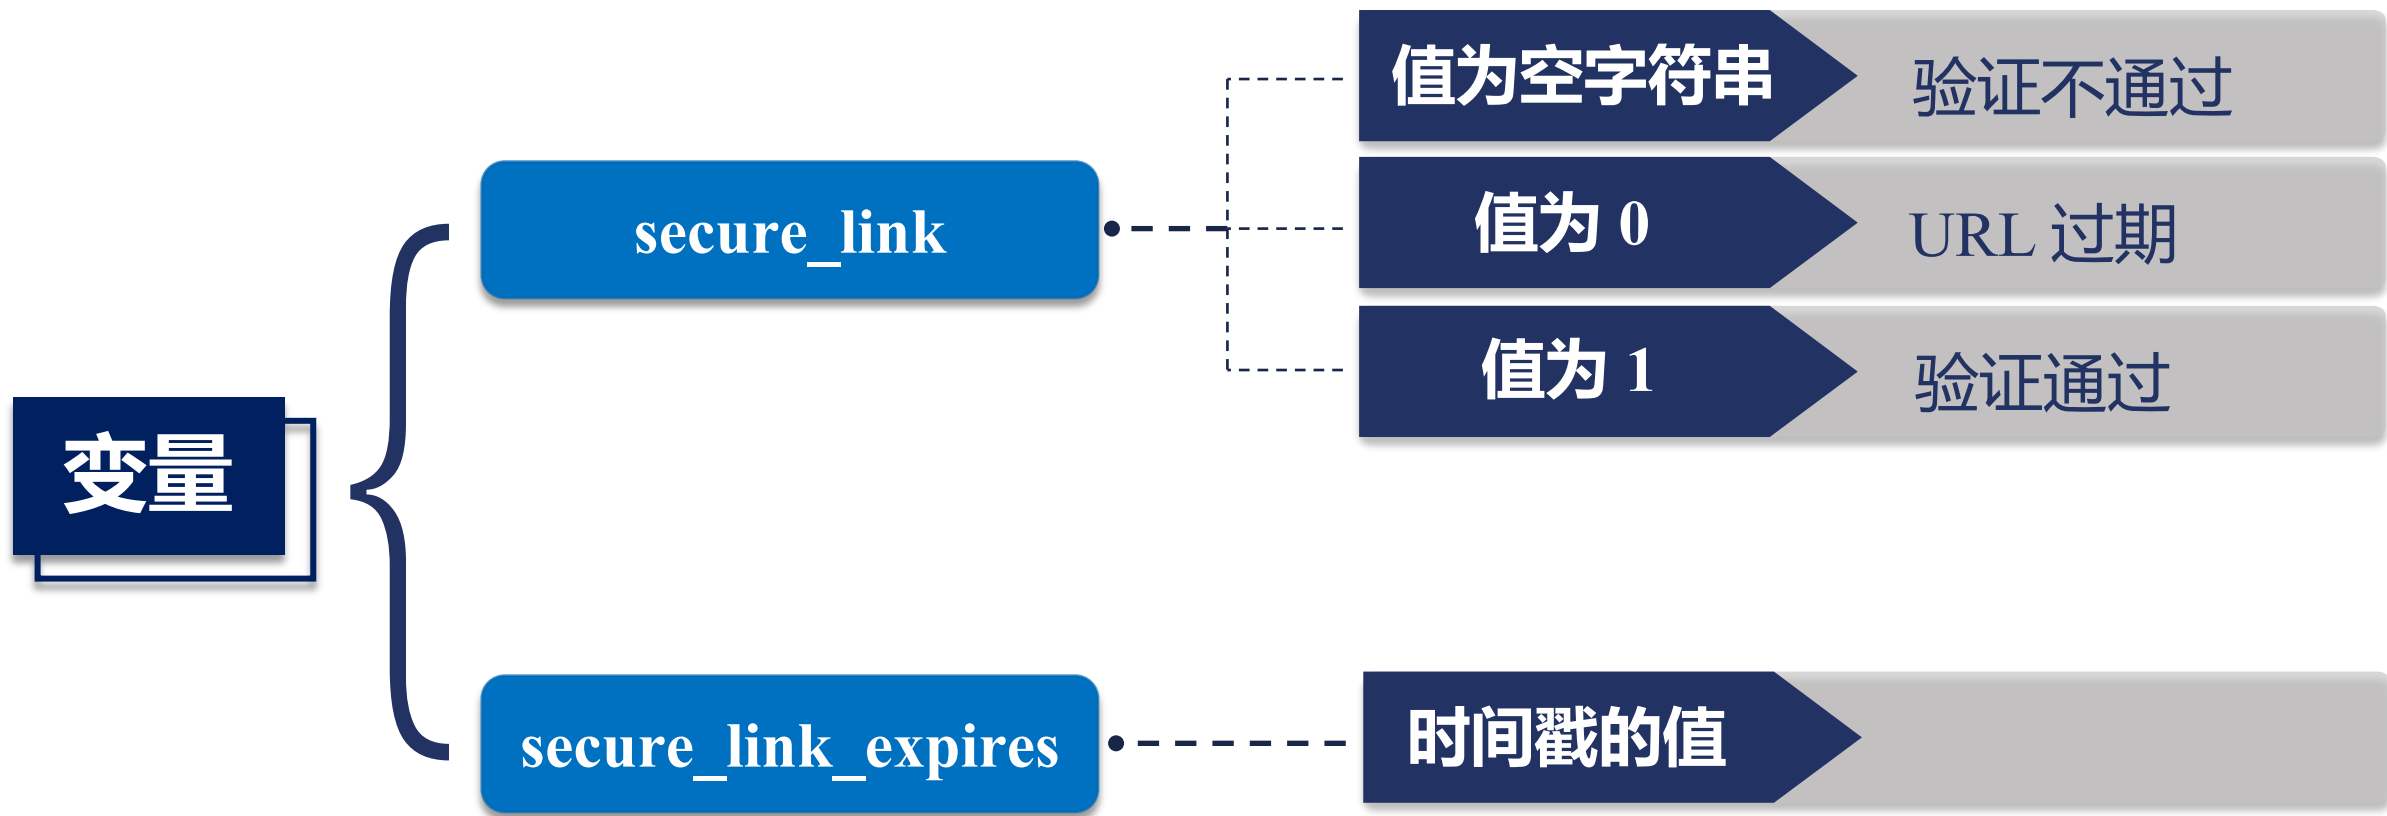 变量
secure_link
值为空字符串
验证不通过
值为 0
URL 过期
值为 1
验证通过
secure_link_expires
时间戳的值